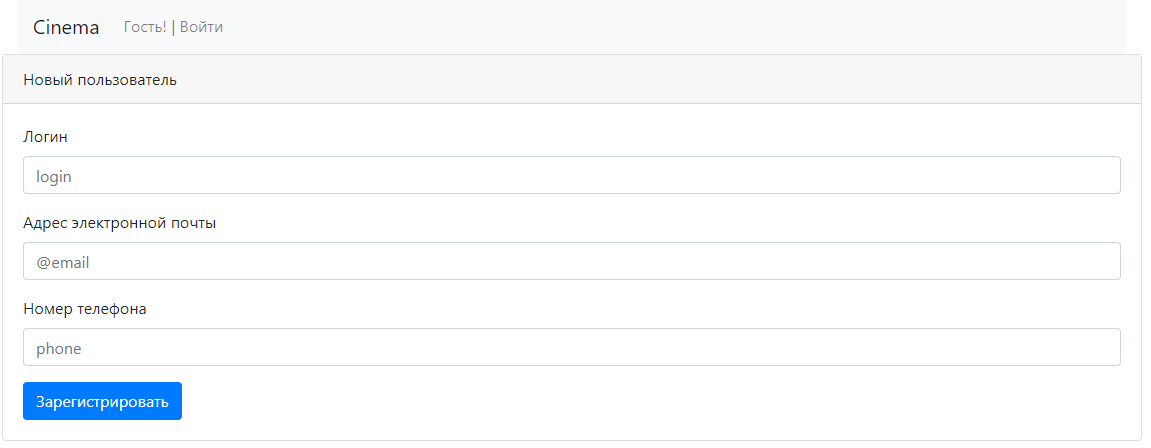 Cinema Гость! | Войти
Новый пользователь
Логин
login
Адрес электронной почты
@email
Номер телефона
phone
Зарегистрировать